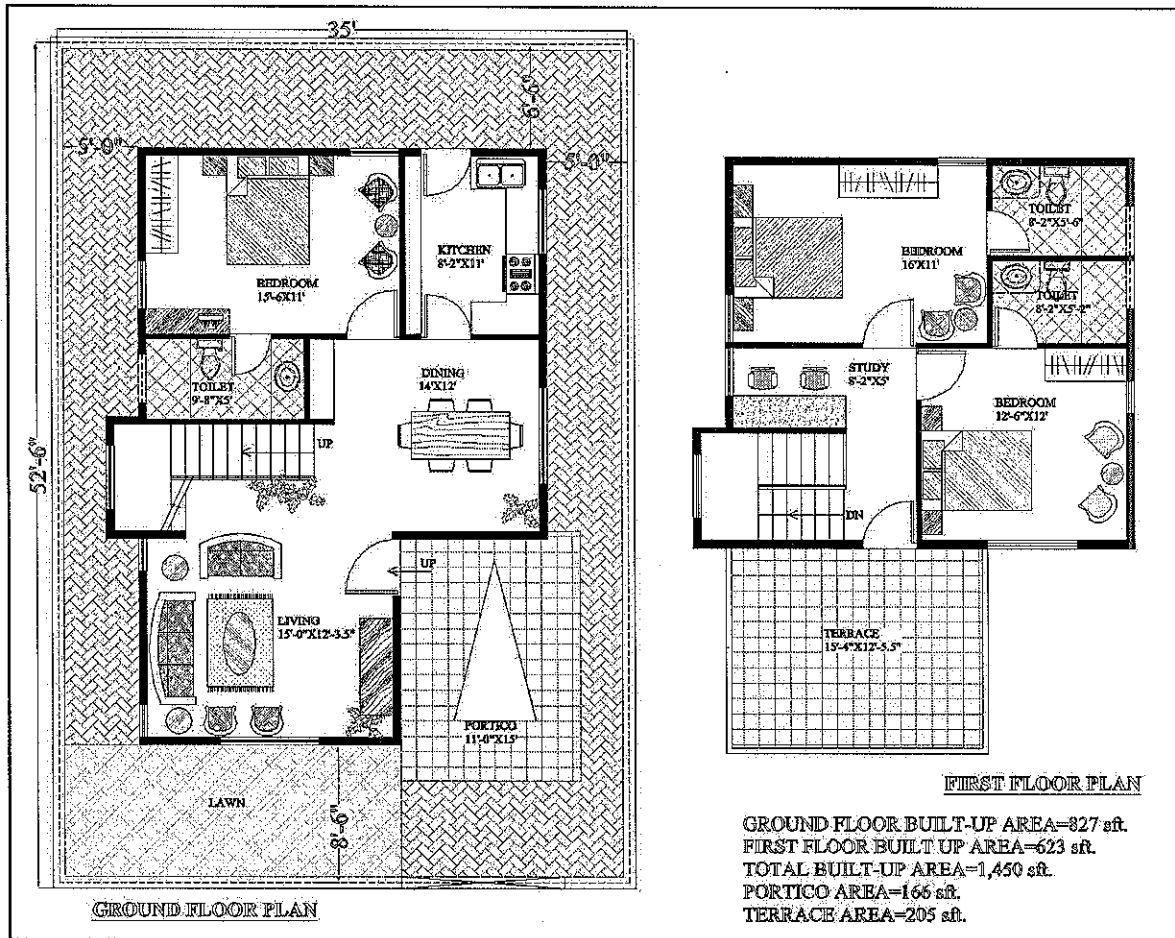 35'
6'-6"
5'-0"
5'-0"
BEDROOM
15'-6X11'
KITCHEN
8'-2"X11'
TOILET
9'-8"X5'
DINING
14'X12'
UP
52'-6"
UP
LIVING
15'-0"X12'-3.5"
PORTICO
11'-0"X15'
LAWN
9'-8"
GROUND FLOOR PLAN
TOILET
8'-2"X5'-6"
BEDROOM
16'X11'
TOILET
8'-2"X5'-2"
STUDY
8'-2"X5'
BEDROOM
12'-6"X12'
DN
TERRACE
15'-4"X12'-5.5"
FIRST FLOOR PLAN
GROUND FLOOR BUILT-UP AREA=827 sft.
FIRST FLOOR BUILT UP AREA=623 sft.
TOTAL BUILT-UP AREA=1,450 sft.
PORTICO AREA=166 sft.
TERRACE AREA=205 sft.